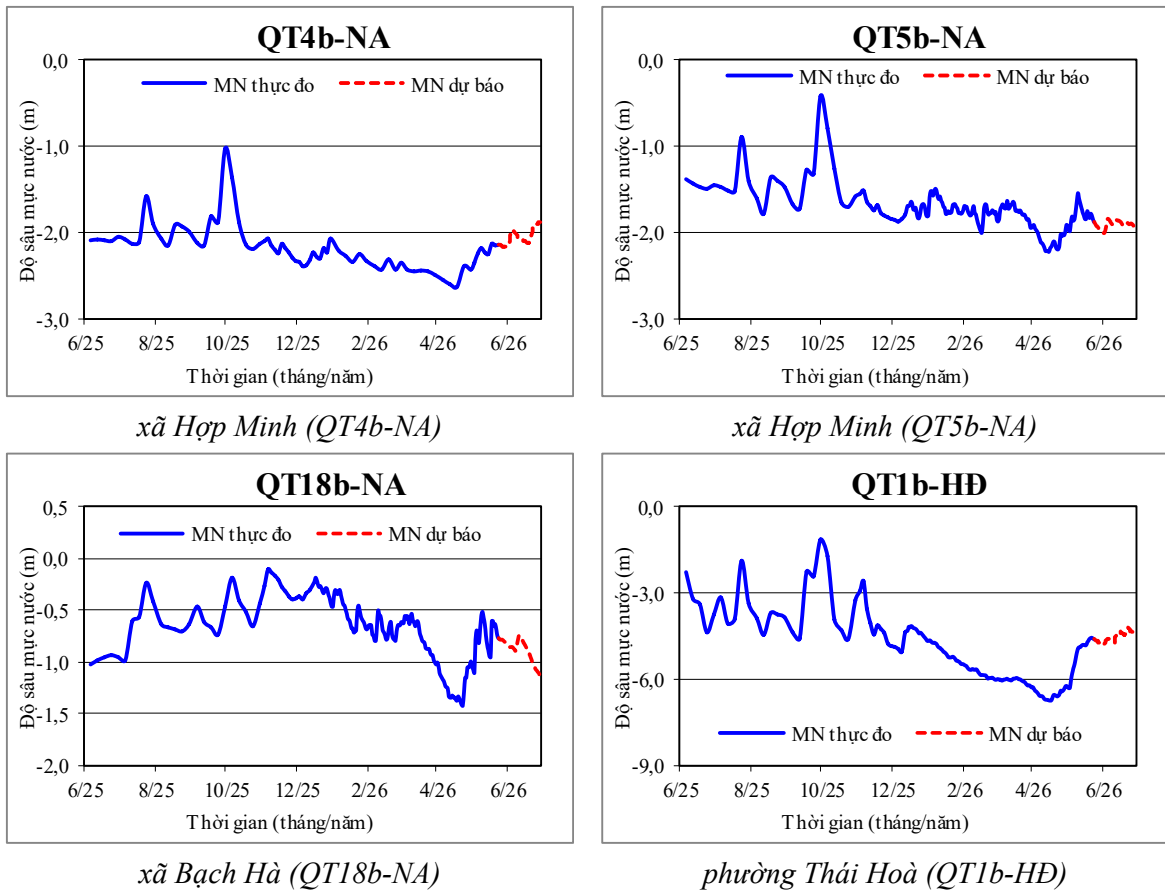 QT4b-NA
MN thực đo
MN dự báo
Độ sâu mực nước (m)
0,0
-1,0
-2,0
-3,0
6/25 8/25 10/25 12/25 2/26 4/26 6/26
Thời gian (tháng/năm)
xã Hợp Minh (QT4b-NA)
QT5b-NA
MN thực đo
MN dự báo
Độ sâu mực nước (m)
0,0
-1,0
-2,0
-3,0
6/25 8/25 10/25 12/25 2/26 4/26 6/26
Thời gian (tháng/năm)
xã Hợp Minh (QT5b-NA)
QT18b-NA
MN thực đo
MN dự báo
Độ sâu mực nước (m)
0,5
0,0
-0,5
-1,0
-1,5
-2,0
6/25 8/25 10/25 12/25 2/26 4/26 6/26
Thời gian (tháng/năm)
xã Bạch Hà (QT18b-NA)
QT1b-HĐ
Độ sâu mực nước (m)
0,0
-3,0
-6,0
-9,0
MN thực đo
MN dự báo
6/25 8/25 10/25 12/25 2/26 4/26 6/26
Thời gian (tháng/năm)
phường Thái Hoà (QT1b-HĐ)